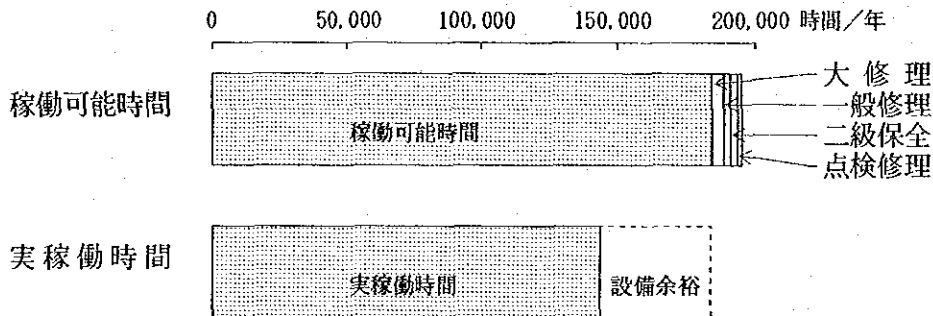 0 50,000 100,000 150,000 200,000 時間／年
大修理
一般修理
稼働可能時間
稼働可能時間
二級保全
点検修理
実稼働時間
実稼働時間 設備余裕